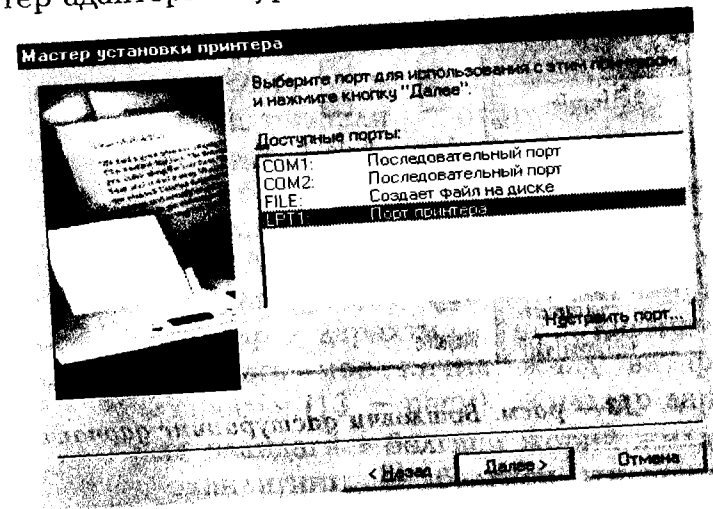 Мастер установки принтера
Выберите порт для использования с этим принтером
и нажмите кнопку "Далее".
Доступные порты:
COM1: Последовательный порт
COM2: Последовательный порт
FILE: Создает файл на диске
LPT1: Порт принтера
Настроить порт...
< Назад Далее > Отмена